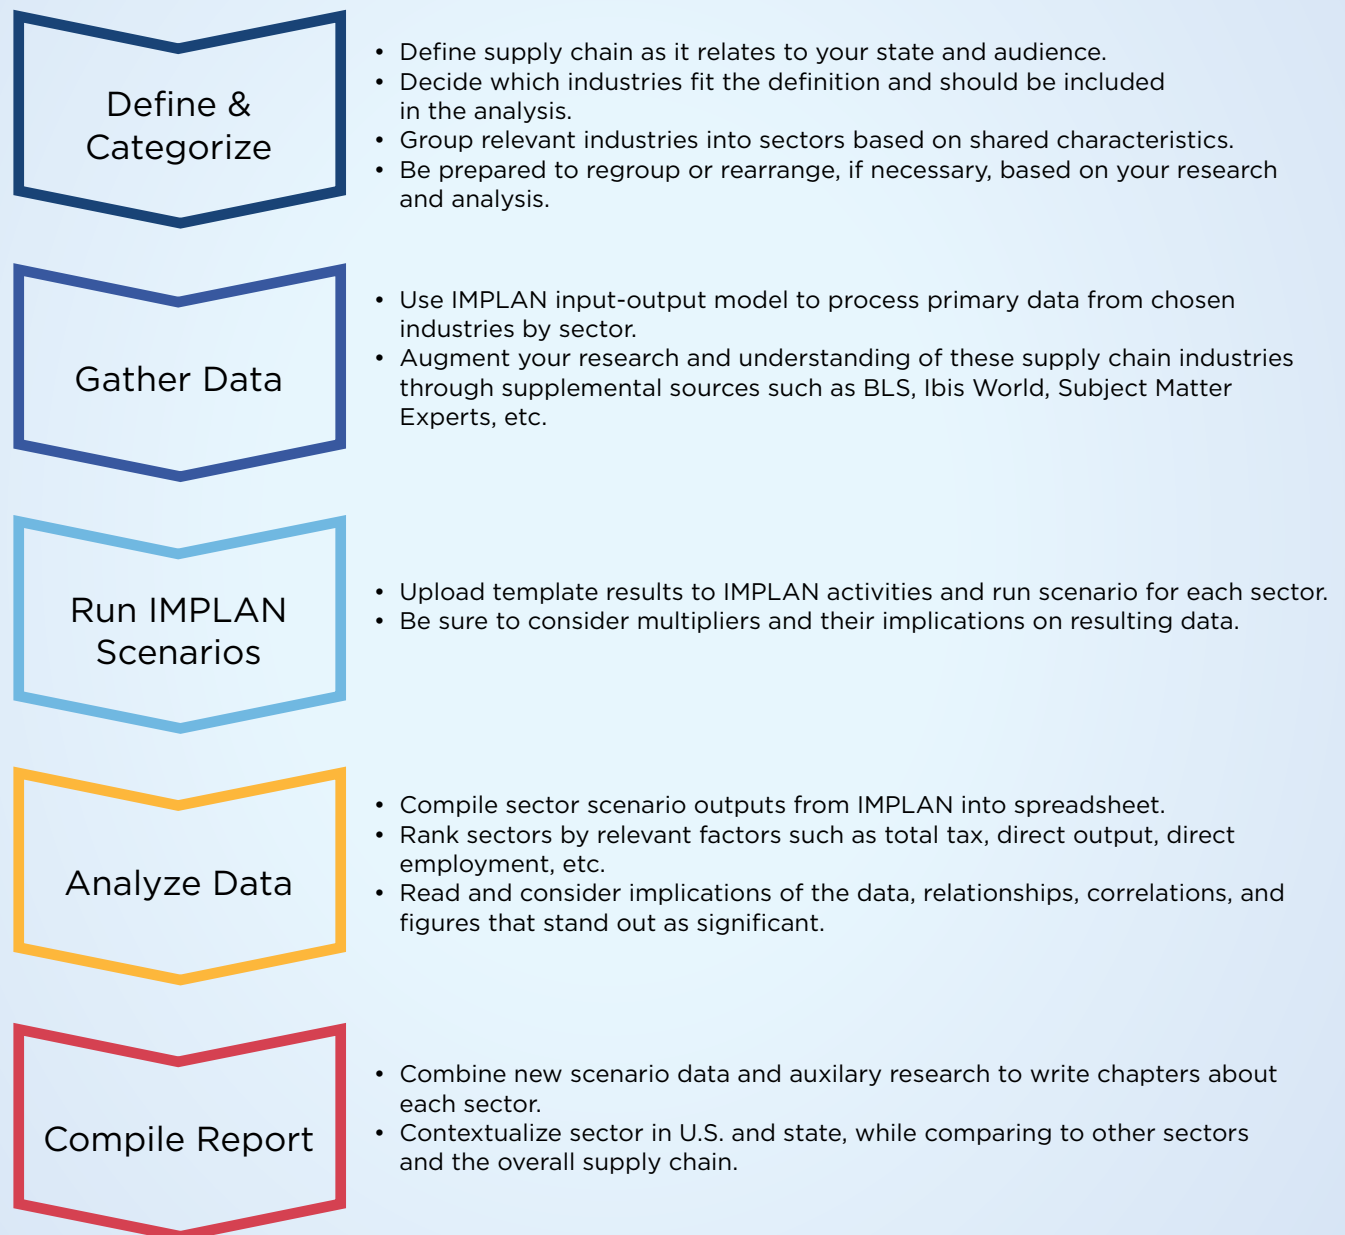 Define &
Categorize
• Define supply chain as it relates to your state and audience.
• Decide which industries fit the definition and should be included
in the analysis.
• Group relevant industries into sectors based on shared characteristics.
• Be prepared to regroup or rearrange, if necessary, based on your research
and analysis.
Gather Data
• Use IMPLAN input-output model to process primary data from chosen
industries by sector.
• Augment your research and understanding of these supply chain industries
through supplemental sources such as BLS, Ibis World, Subject Matter
Experts, etc.
Run IMPLAN
Scenarios
• Upload template results to IMPLAN activities and run scenario for each sector.
• Be sure to consider multipliers and their implications on resulting data.
Analyze Data
• Compile sector scenario outputs from IMPLAN into spreadsheet.
• Rank sectors by relevant factors such as total tax, direct output, direct
employment, etc.
• Read and consider implications of the data, relationships, correlations, and
figures that stand out as significant.
Compile Report
• Combine new scenario data and auxilary research to write chapters about
each sector.
• Contextualize sector in U.S. and state, while comparing to other sectors
and the overall supply chain.